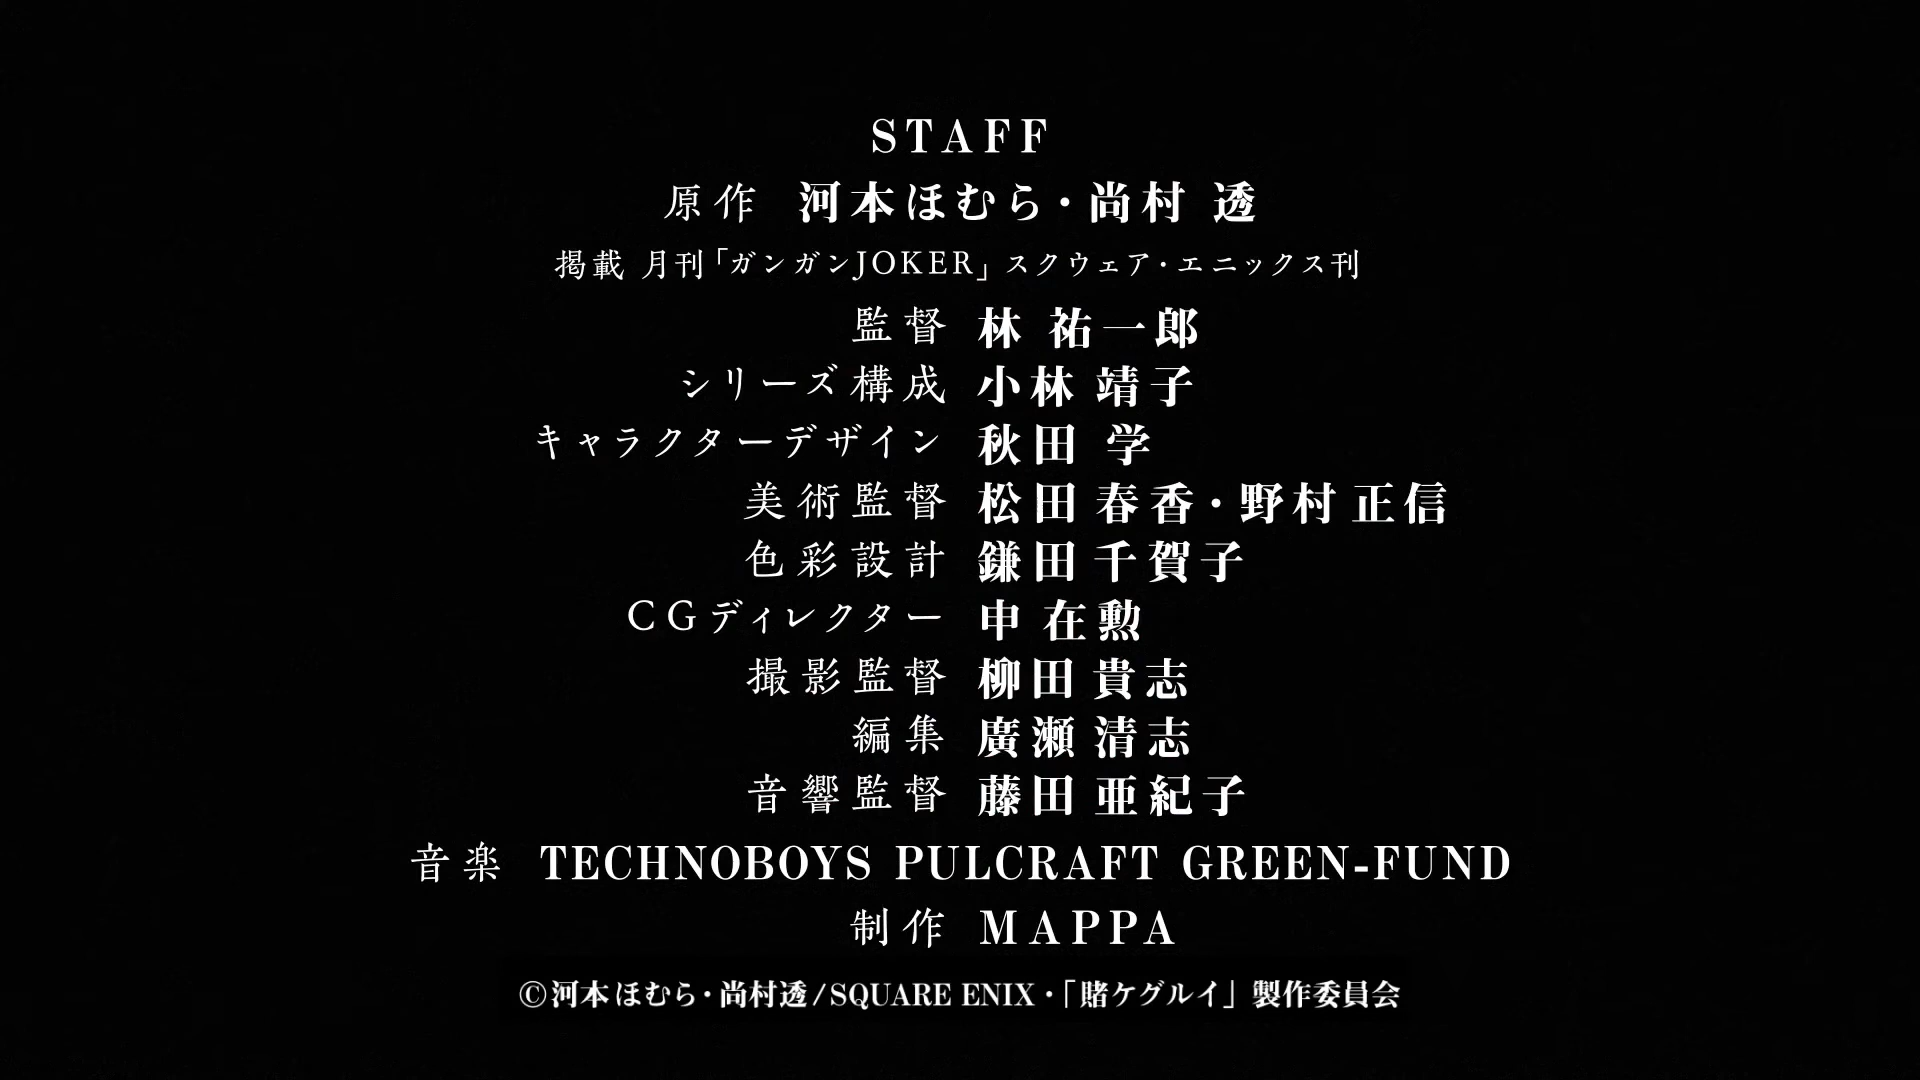 STAFF
原作 河本ほむら・尚村 透
掲載 月刊「ガンガンJOKER」スクウェア・エニックス刊
監督 林 祐一郎
シリーズ構成 小林 靖子
キャラクターデザイン 秋田 学
美術監督 松田 春香・野村 正信
色彩設計 鎌田 千賀子
CGディレクター 申 在勲
撮影監督 柳田 貴志
編集 廣瀬 清志
音響監督 藤田 亜紀子
音楽 TECHNOBOYS PULCRAFT GREEN-FUND
制作 MAPPA
©河本ほむら・尚村透/SQUARE ENIX・「賭ケグルイ」製作委員会